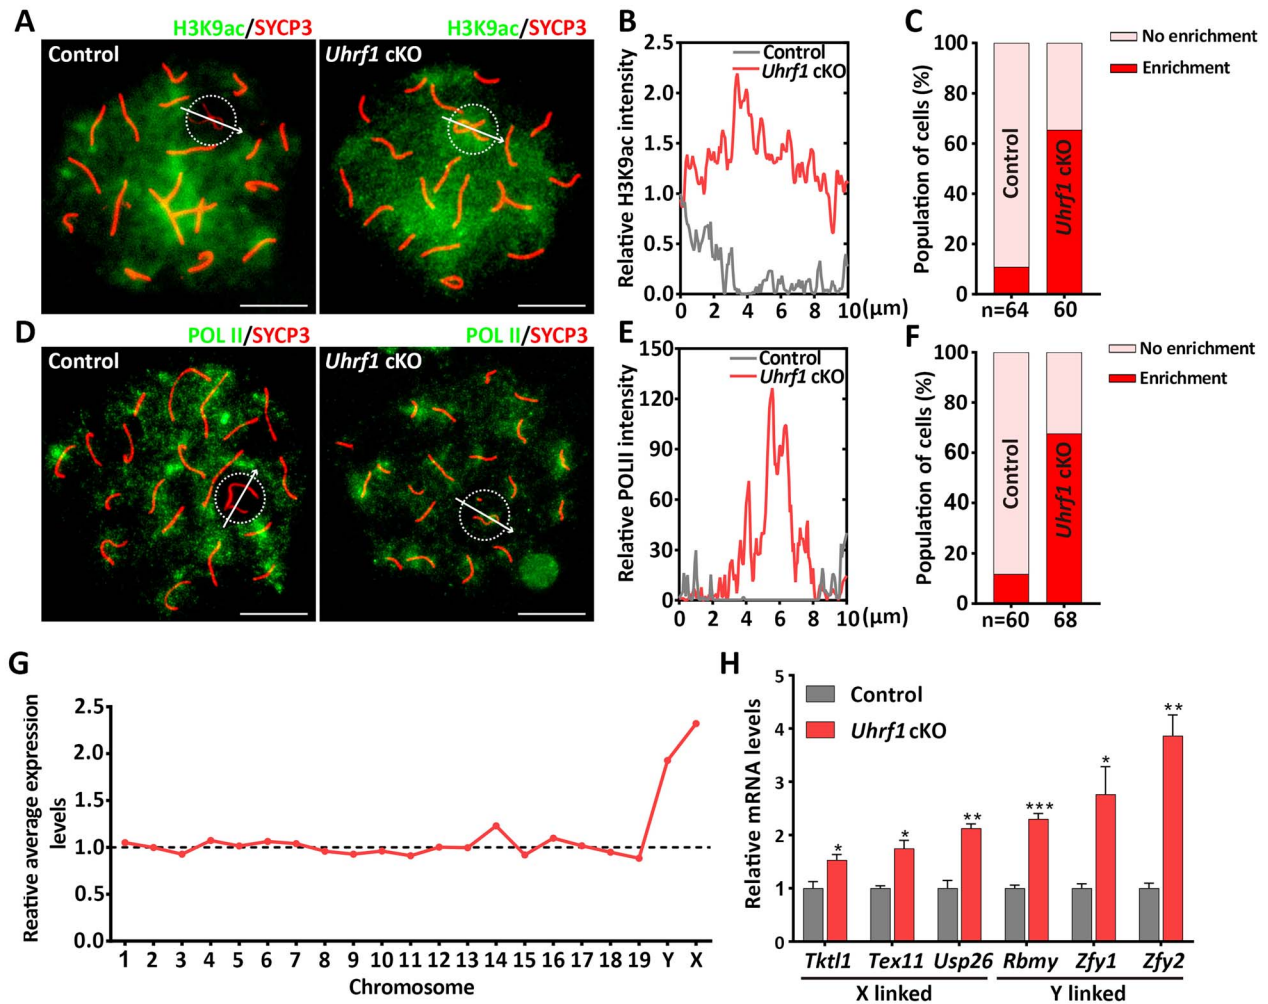 A
H3K9ac/SYCP3
Control
H3K9ac/SYCP3
Uhrf1 cKO
B
Relative H3K9ac intensity
2.5
2.0
1.5
1.0
0.5
0.0
Control
Uhrf1 cKO
0 2 4 6 8 10(μm)
C
Population of cells (%)
100
80
60
40
20
0
Control
Uhrf1 cKO
n=64 60
No enrichment
Enrichment
D
POL II/SYCP3
Control
POL II/SYCP3
Uhrf1 cKO
E
Relative POLII intensity
150
120
90
60
30
0
Control
Uhrf1 cKO
0 2 4 6 8 10(μm)
F
Population of cells (%)
100
80
60
40
20
0
Control
Uhrf1 cKO
n=60 68
No enrichment
Enrichment
G
Reative average expression
levels
2.5
2.0
1.5
1.0
0.5
0.0
1 2 3 4 5 6 7 8 9 10 11 12 13 14 15 16 17 18 19 Y X
Chromosome
H
Relative mRNA levels
5
4
3
2
1
0
Control
Uhrf1 cKO
* * ** *** * **
Tktl1 Tex11 Usp26 Rbmy Zfy1 Zfy2
X linked Y linked